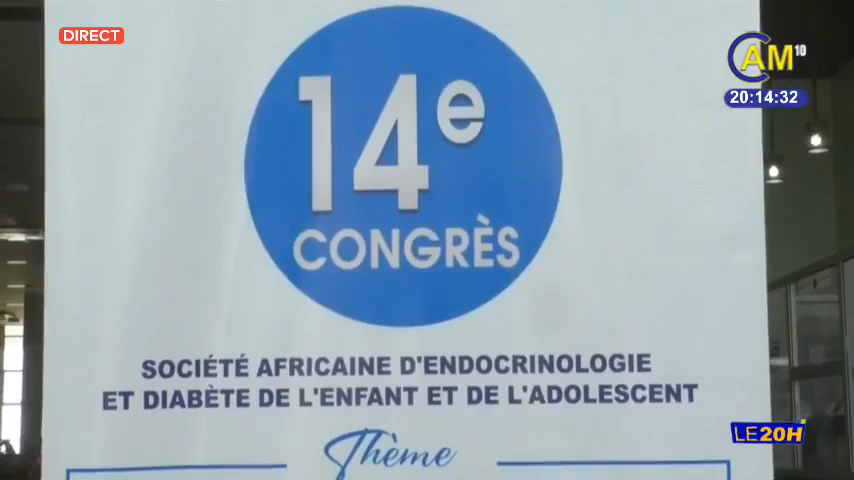 DIRECT
CAM10
20:14:32
14e
CONGRÈS
SOCIÉTÉ AFRICAINE D'ENDOCRINOLOGIE
ET DIABÈTE DE L'ENFANT ET DE L'ADOLESCENT
Thème
LE20H